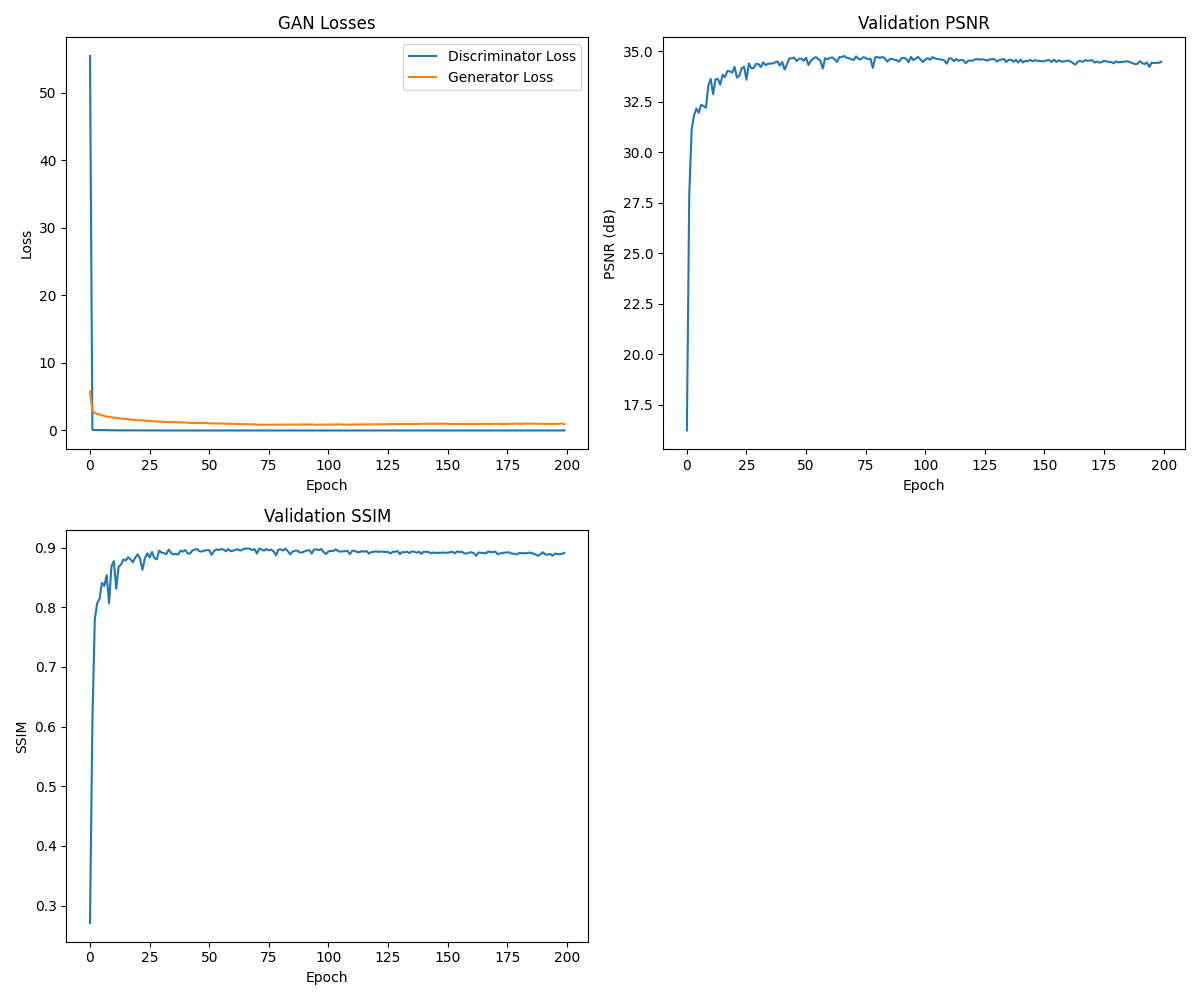 GAN Losses
Discriminator Loss
Generator Loss
Loss
50
40
30
20
10
0
0 25 50 75 100 125 150 175 200
Epoch
Validation PSNR
PSNR (dB)
35.0
32.5
30.0
27.5
25.0
22.5
20.0
17.5
0 25 50 75 100 125 150 175 200
Epoch
Validation SSIM
SSIM
0.9
0.8
0.7
0.6
0.5
0.4
0.3
0 25 50 75 100 125 150 175 200
Epoch